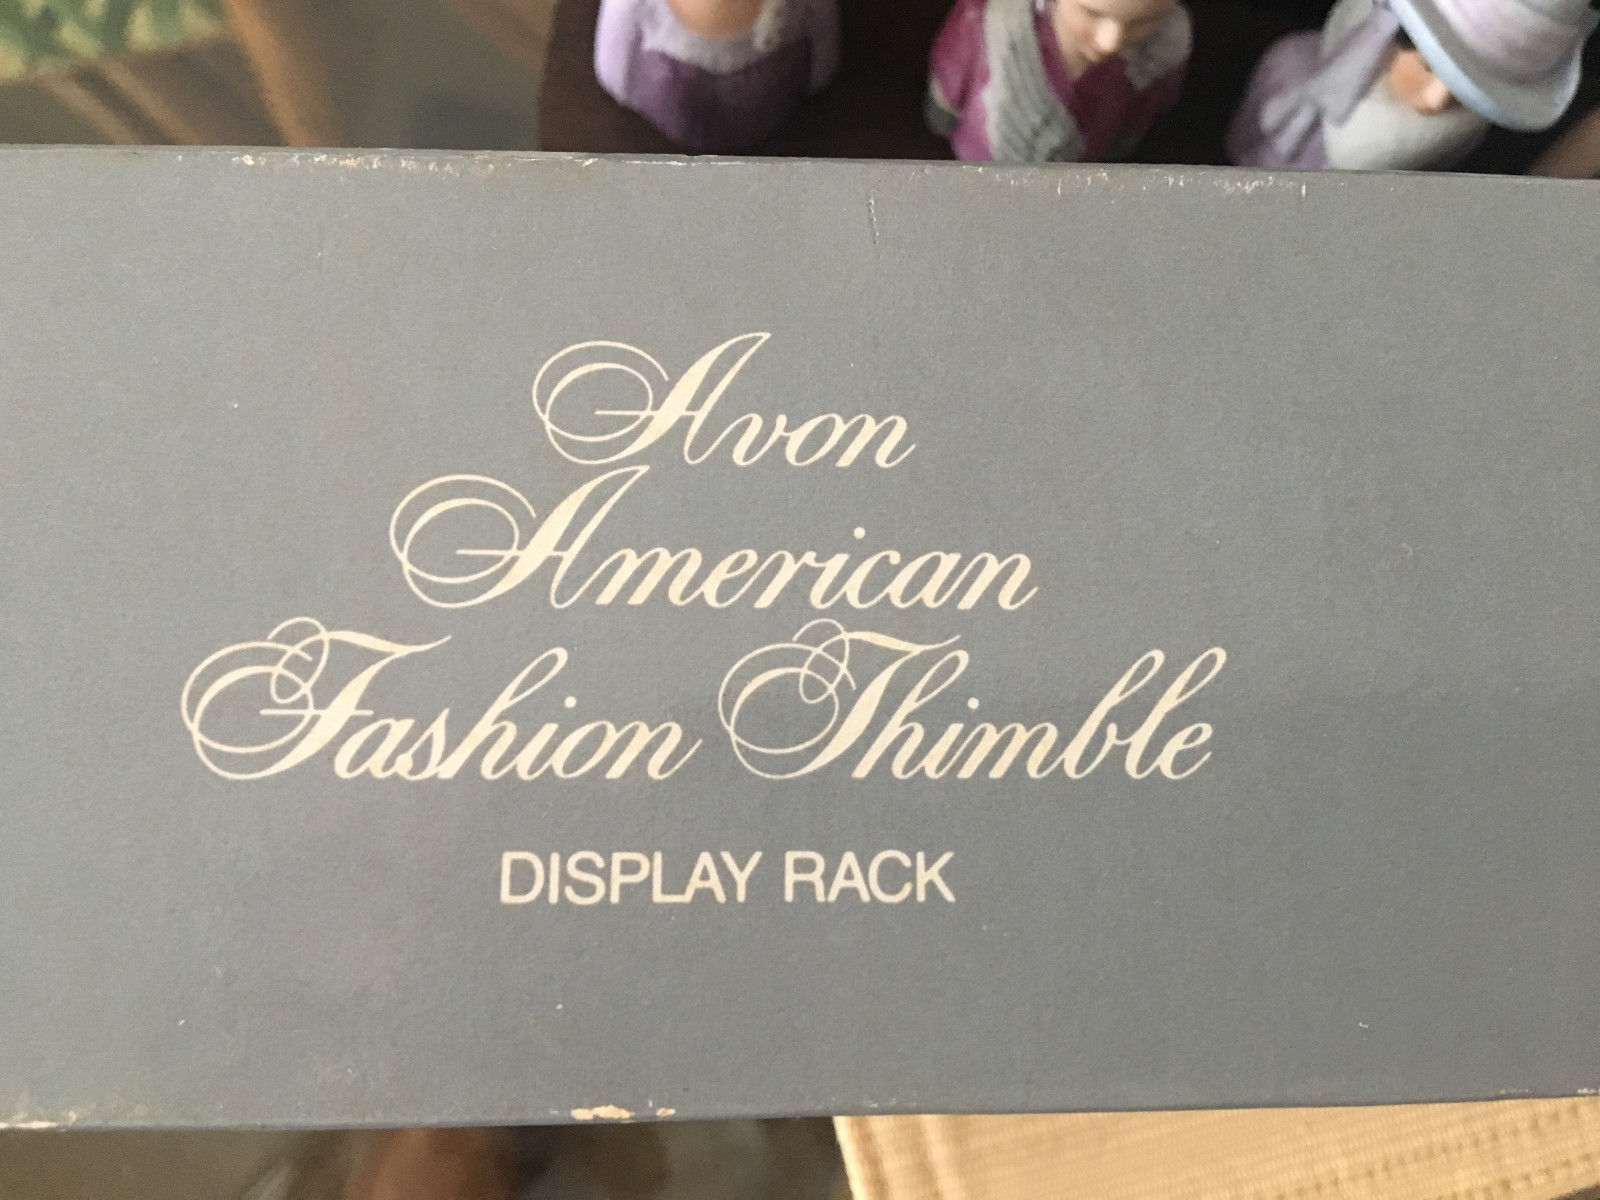 Avon
American
Fashion Thimble
DISPLAY RACK